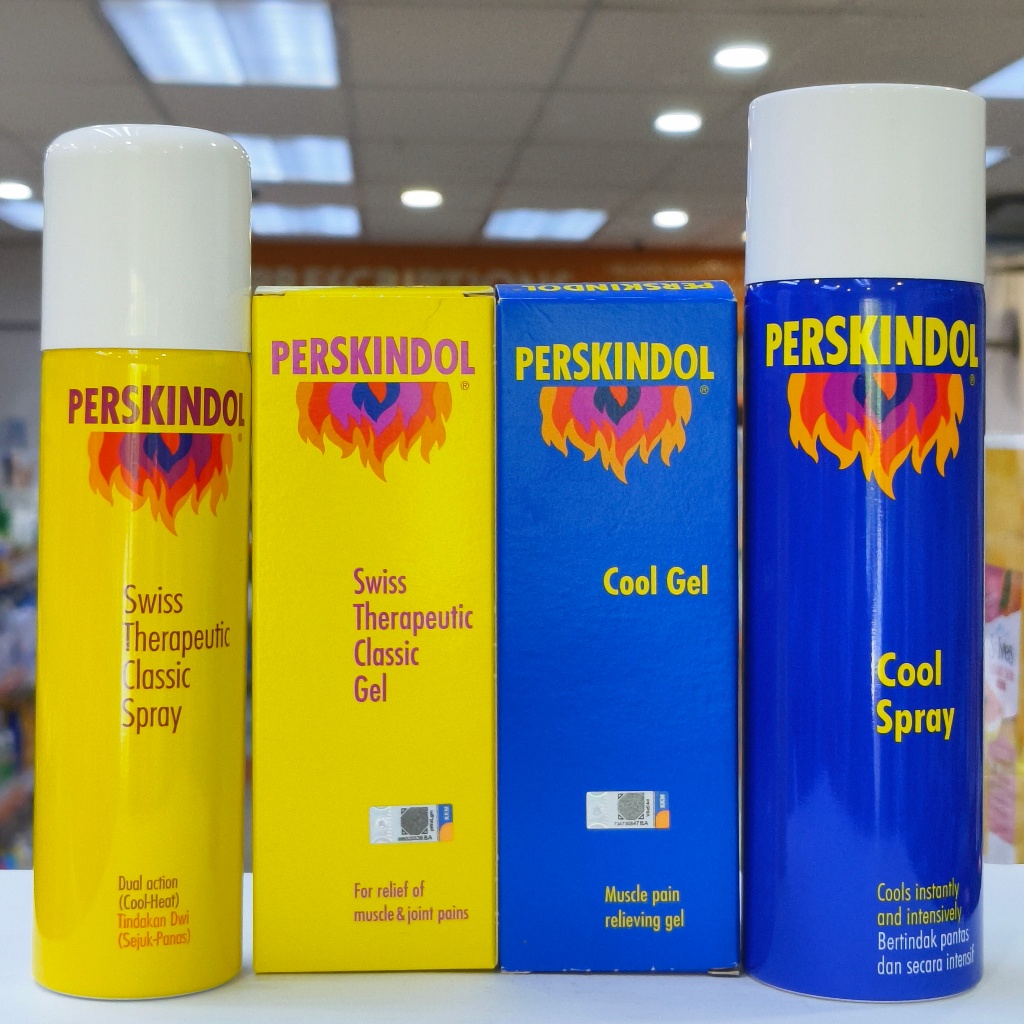 PRESCRIPTIONS
PERSKINDOL
Swiss
Therapeutic
Classic
Spray
Dual action
(Cool-Heat)
Tindakan Dwi
(Sejuk-Panas)
PERSKINDOL
®
Swiss
Therapeutic
Classic
Gel
For relief of
muscle & joint pains
PERSKINDOL
PERSKINDOL
®
Cool Gel
Muscle pain
relieving gel
PERSKINDOL
®
Cool
Spray
Cools instantly
and intensively
Bertindak pantas
dan secara intensif